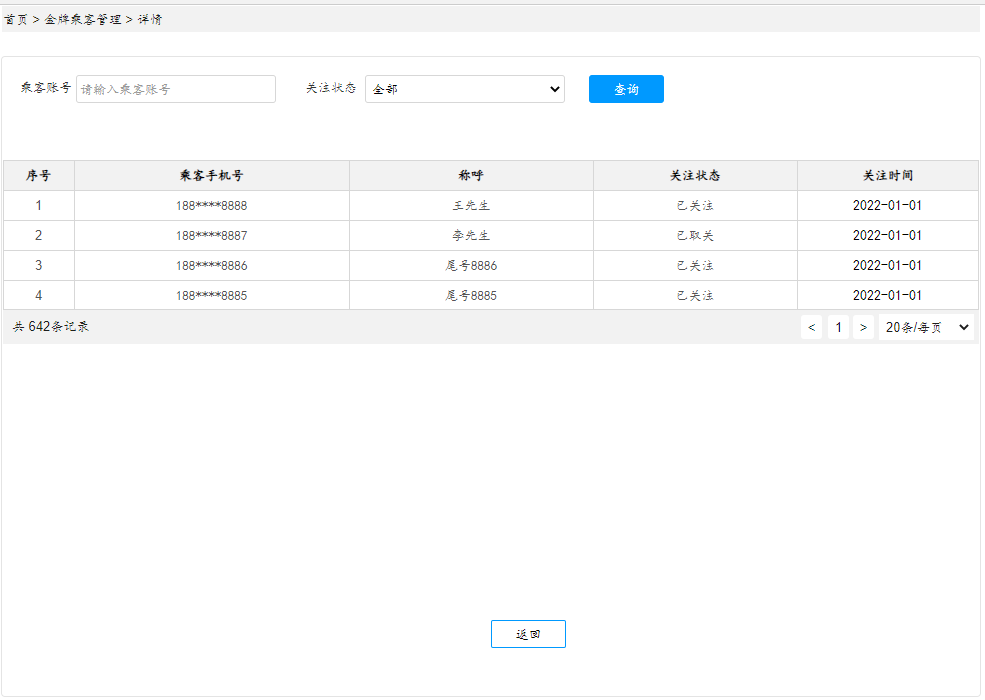 首页 > 金牌乘客管理 > 详情
乘客账号 请输入乘客账号 关注状态 全部 查询
序号 乘客手机号 称呼 关注状态 关注时间
1 188****8888 王先生 已关注 2022-01-01
2 188****8887 李先生 已取关 2022-01-01
3 188****8886 尾号8886 已关注 2022-01-01
4 188****8885 尾号8885 已关注 2022-01-01
共 642条记录 < 1 > 20条/每页
返回